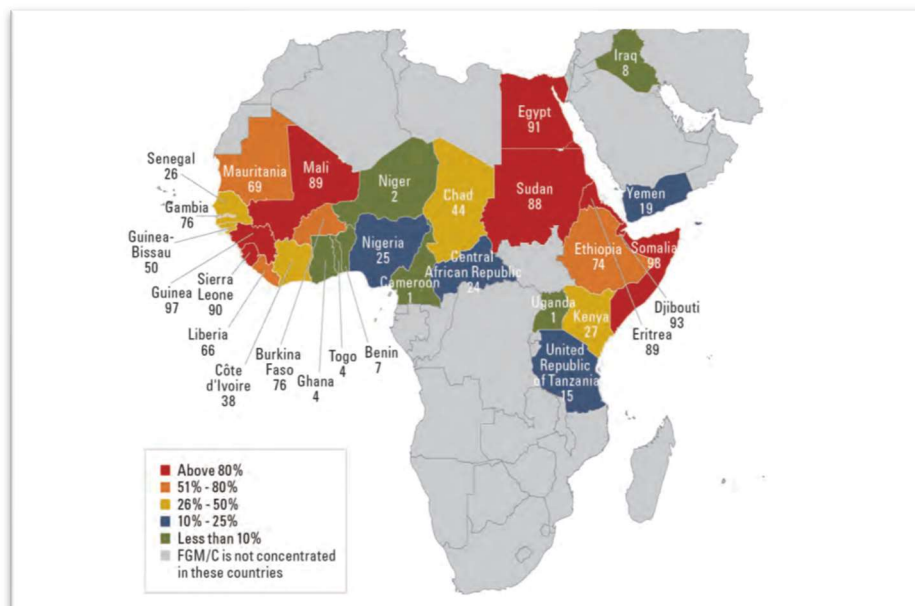 Iraq
8
Egypt
91
Senegal
26
Mauritania
69
Mali
89
Niger
2
Chad
44
Sudan
88
Yemen
19
Gambia
76
Guinea-
Bissau
50
Nigeria
25
Central
African Republic
24
Ethiopia
74
Somalia
98
Sierra
Leone
90
Guinea
97
Cameroon
1
Uganda
1
Kenya
27
Djibouti
93
Eritrea
89
Liberia
66
Côte
d'Ivoire
38
Burkina
Faso
76
Ghana
4
Togo
4
Benin
7
United
Republic
of Tanzania
15
Above 80%
51% - 80%
26% - 50%
10% - 25%
Less than 10%
FGM/C is not concentrated
in these countries